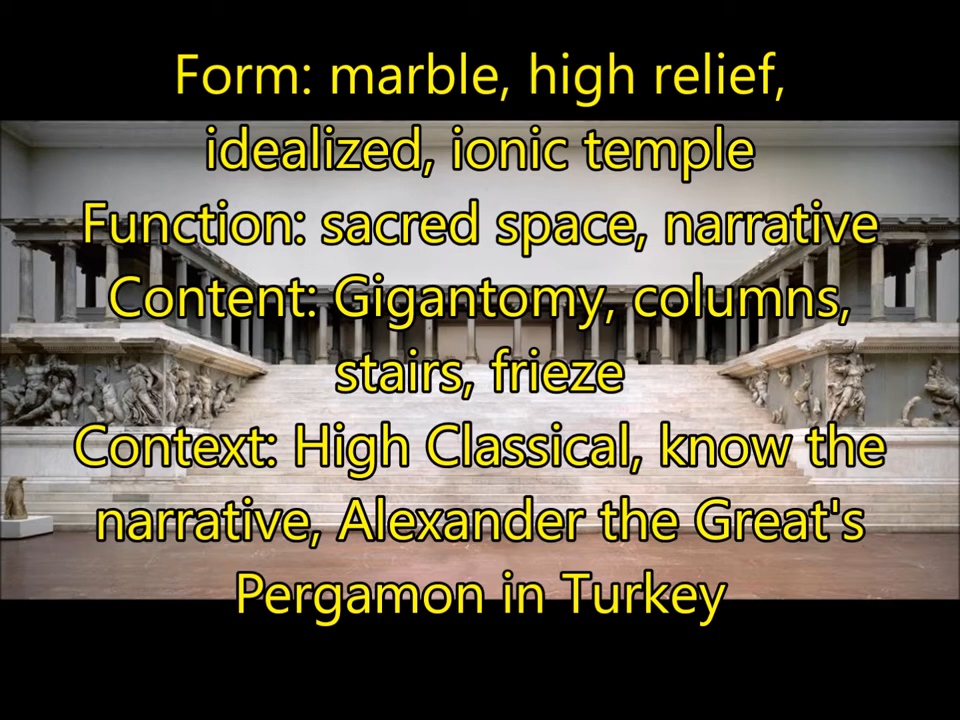 Form: marble, high relief,
idealized, ionic temple
Function: sacred space, narrative
Content: Gigantomy, columns,
stairs, frieze
Context: High Classical, know the
narrative, Alexander the Great's
Pergamon in Turkey